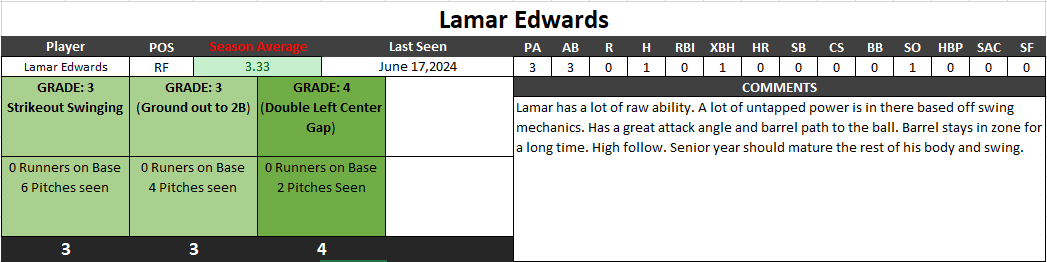 Lamar Edwards
Player POS Season Average Last Seen PA AB R H RBI XBH HR SB CS BB SO HBP SAC SF
Lamar Edwards RF 3.33 June 17,2024 3 3 0 1 0 1 0 0 0 0 1 0 0 0
GRADE: 3 GRADE: 3 GRADE: 4 COMMENTS
Strikeout Swinging (Ground out to 2B) (Double Left Center
Gap)
Lamar has a lot of raw ability. A lot of untapped power is in there based off swing
mechanics. Has a great attack angle and barrel path to the ball. Barrel stays in zone for
a long time. High follow. Senior year should mature the rest of his body and swing.
0 Runners on Base 0 Runers on Base 0 Runners on Base
6 Pitches seen 4 Pitches seen 2 Pitches Seen
3 3 4